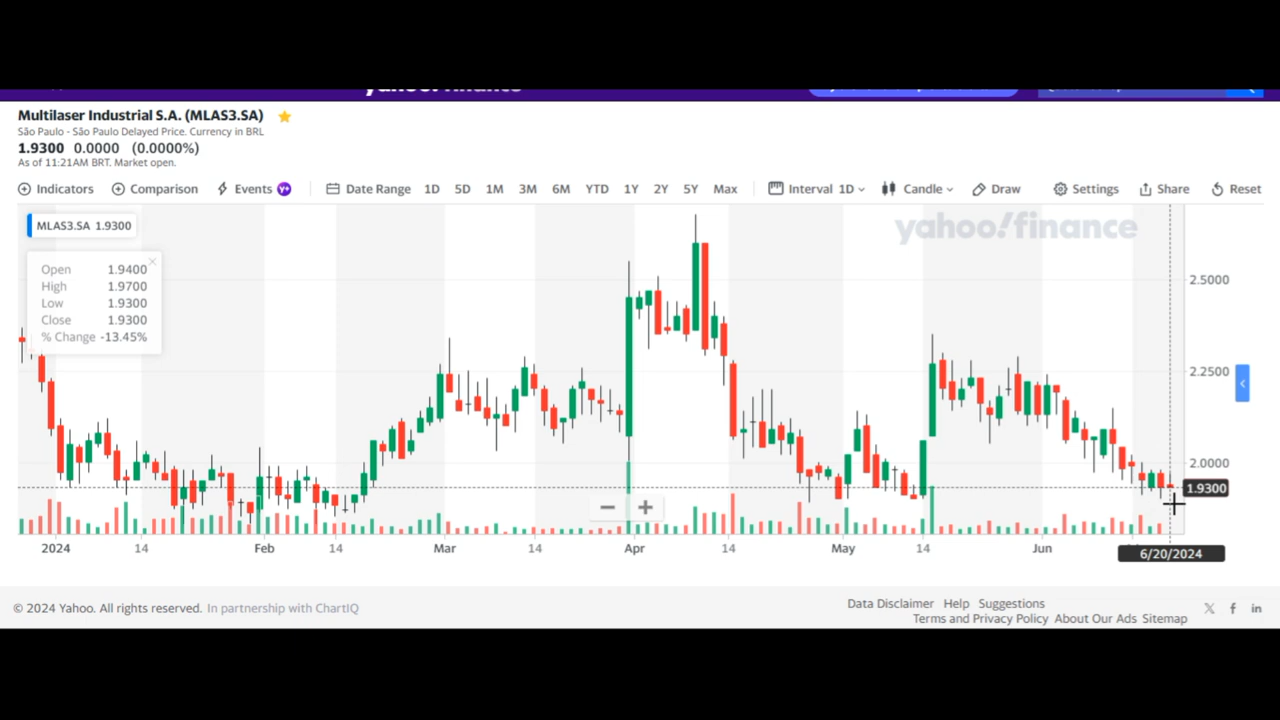 Multilaser Industrial S.A. (MLAS3.SA)
São Paulo - São Paulo Delayed Price. Currency in BRL
1.9300 0.0000 (0.0000%)
As of 11:21AM BRT. Market open.
Indicators Comparison Events Y+ Date Range 1D 5D 1M 3M 6M YTD 1Y 2Y 5Y Max Interval 1D Candle Draw Settings Share Reset
MLAS3.SA 1.9300
yahoo!finance
Open 1.9400
High 1.9700
Low 1.9300
Close 1.9300
% Change -13.45%
2.5000
2.2500
2.0000
1.9300
2024 14 Feb 14 Mar 14 Apr 14 May 14 Jun
6/20/2024
© 2024 Yahoo. All rights reserved. In partnership with ChartIQ
Data Disclaimer Help Suggestions
Terms and Privacy Policy About Our Ads Sitemap